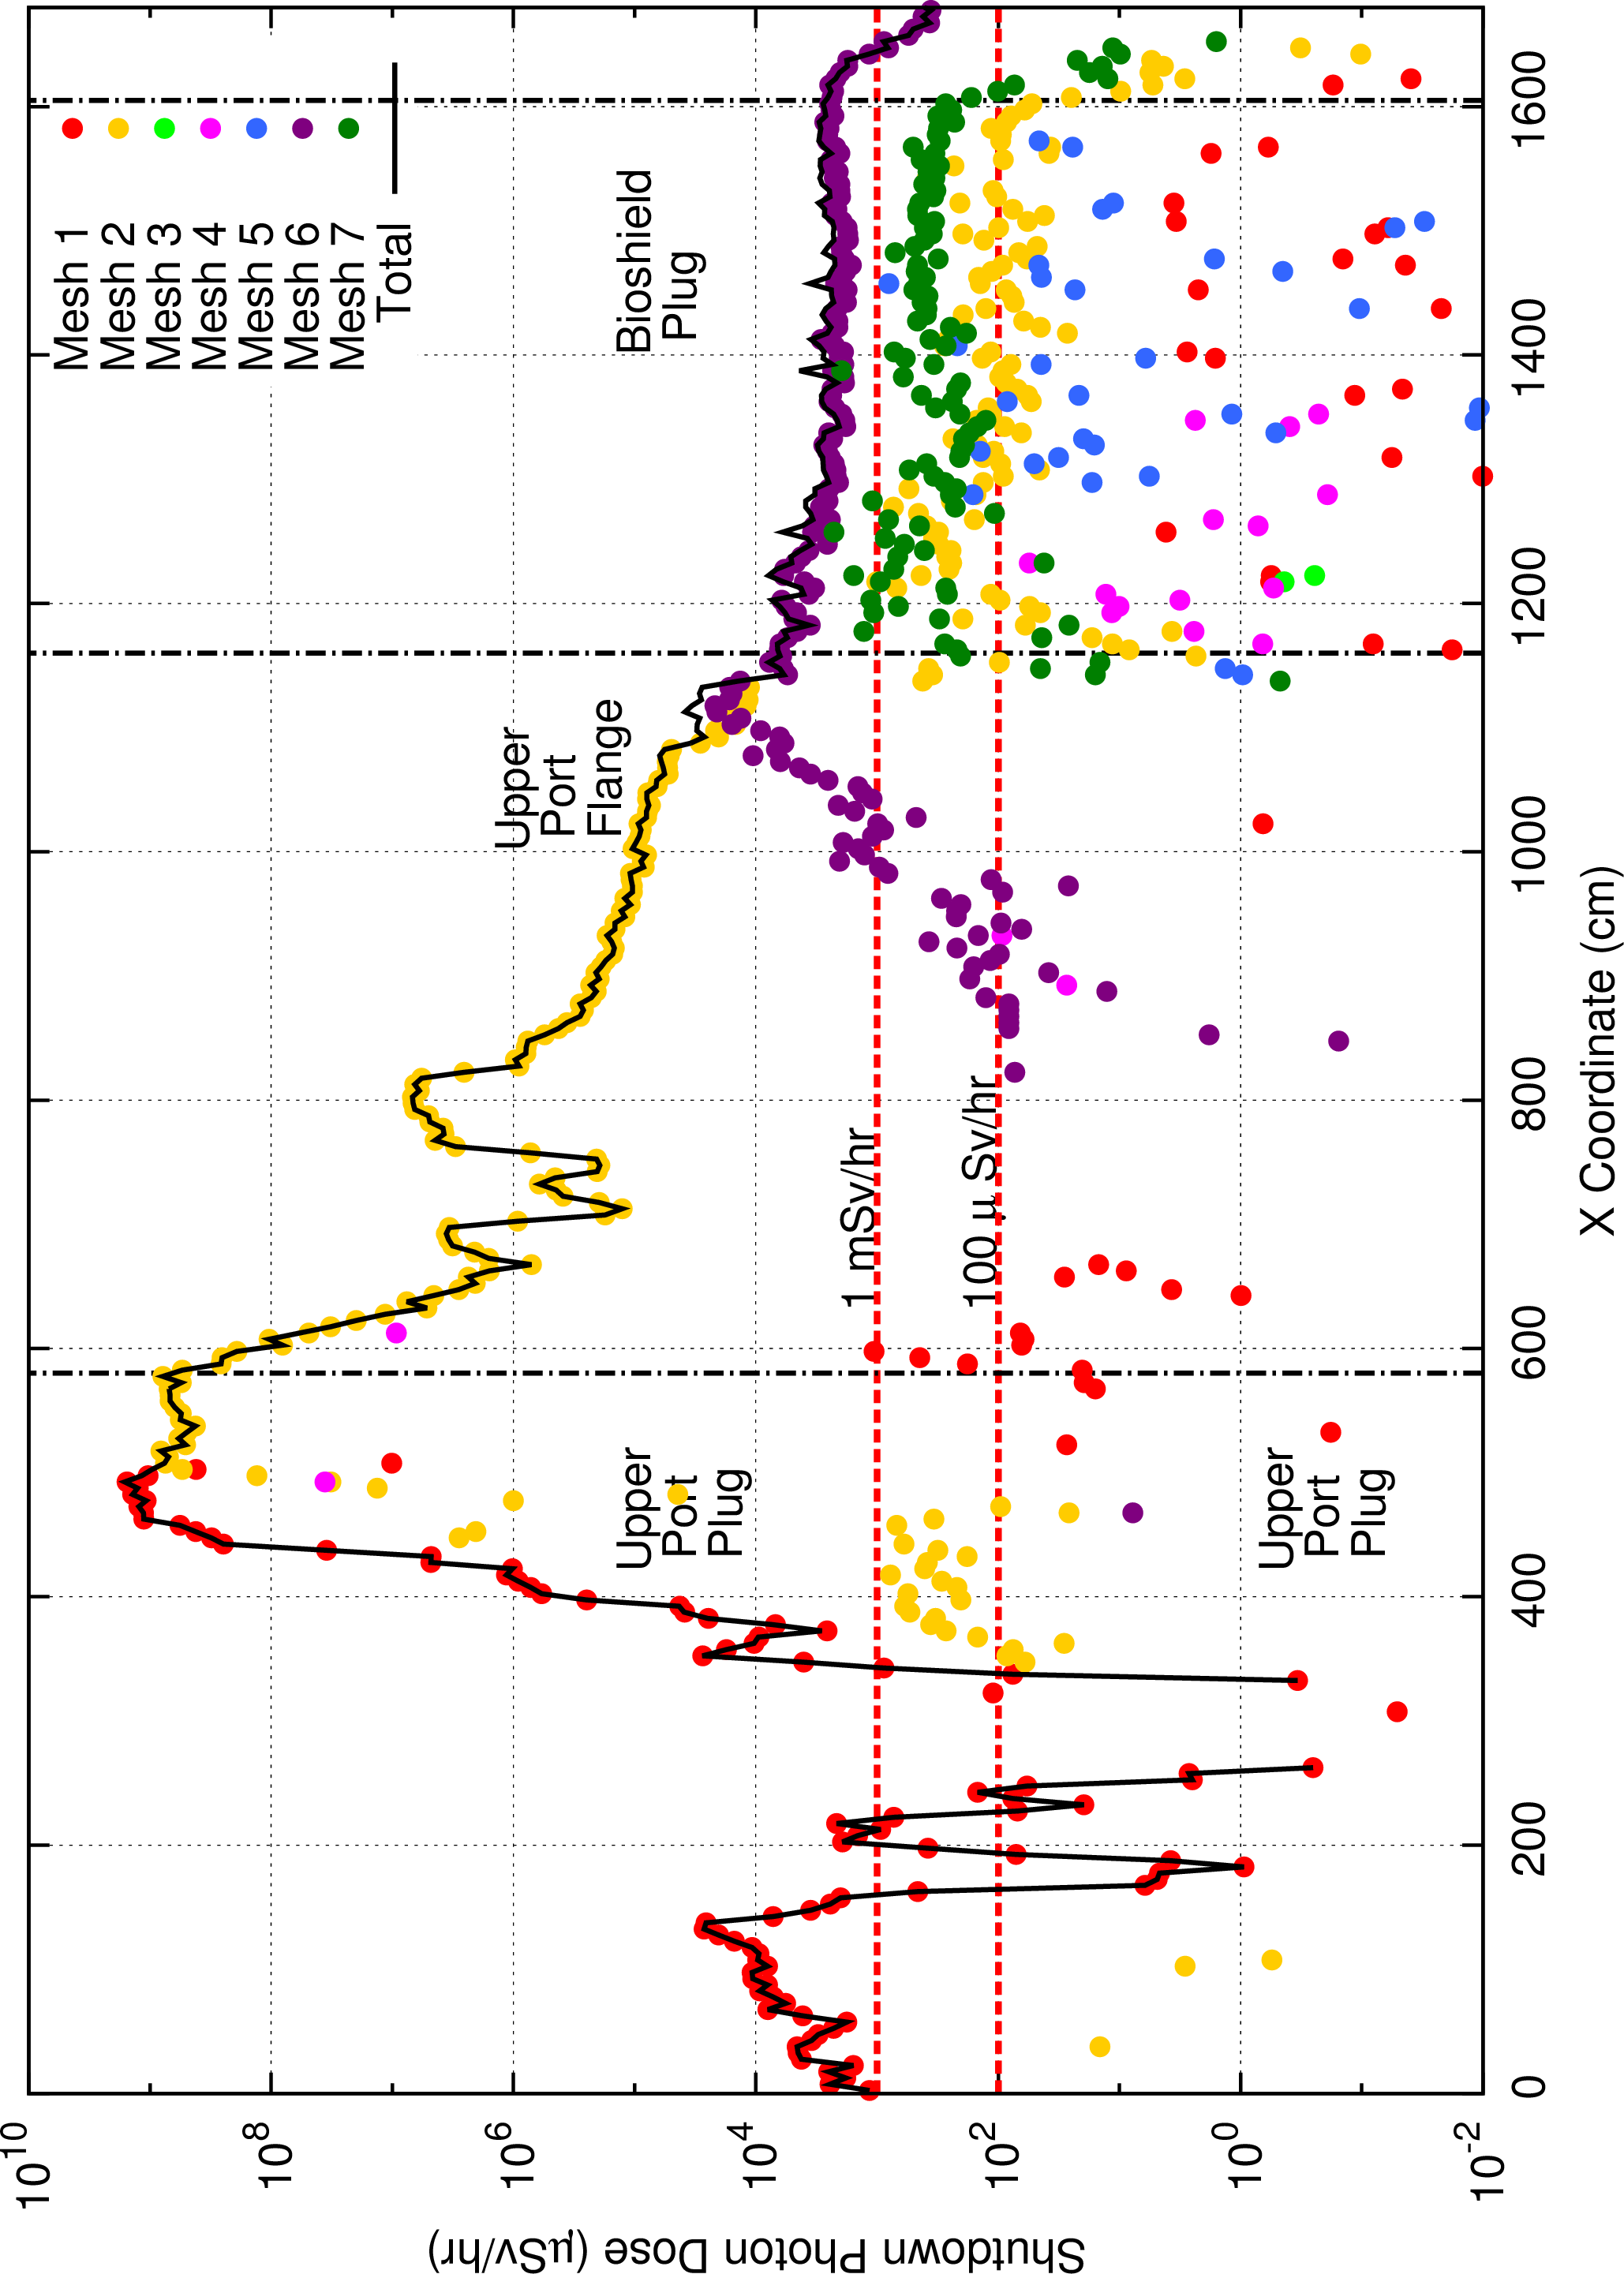 Mesh 1
Mesh 2
Mesh 3
Mesh 4
Mesh 5
Mesh 6
Mesh 7
Total
Upper
Port
Plug
Upper
Port
Flange
Bioshield
Plug
1 mSv/hr
100 μ Sv/hr
Upper
Port
Plug
10^10
10^8
10^6
10^4
10^2
10^0
10^-2
0 200 400 600 800 1000 1200 1400 1600
X Coordinate (cm)
Shutdown Photon Dose (μSv/hr)